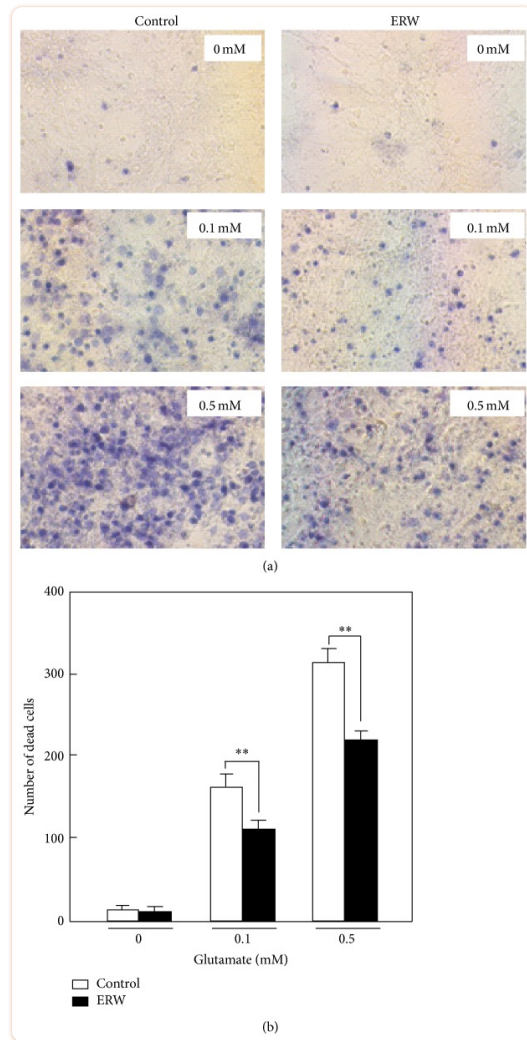 Control ERW
0 mM 0 mM
0.1 mM 0.1 mM
0.5 mM 0.5 mM
(a)
400
300
200
100
0
Number of dead cells
**
**
0 0.1 0.5
Glutamate (mM)
Control
ERW
(b)